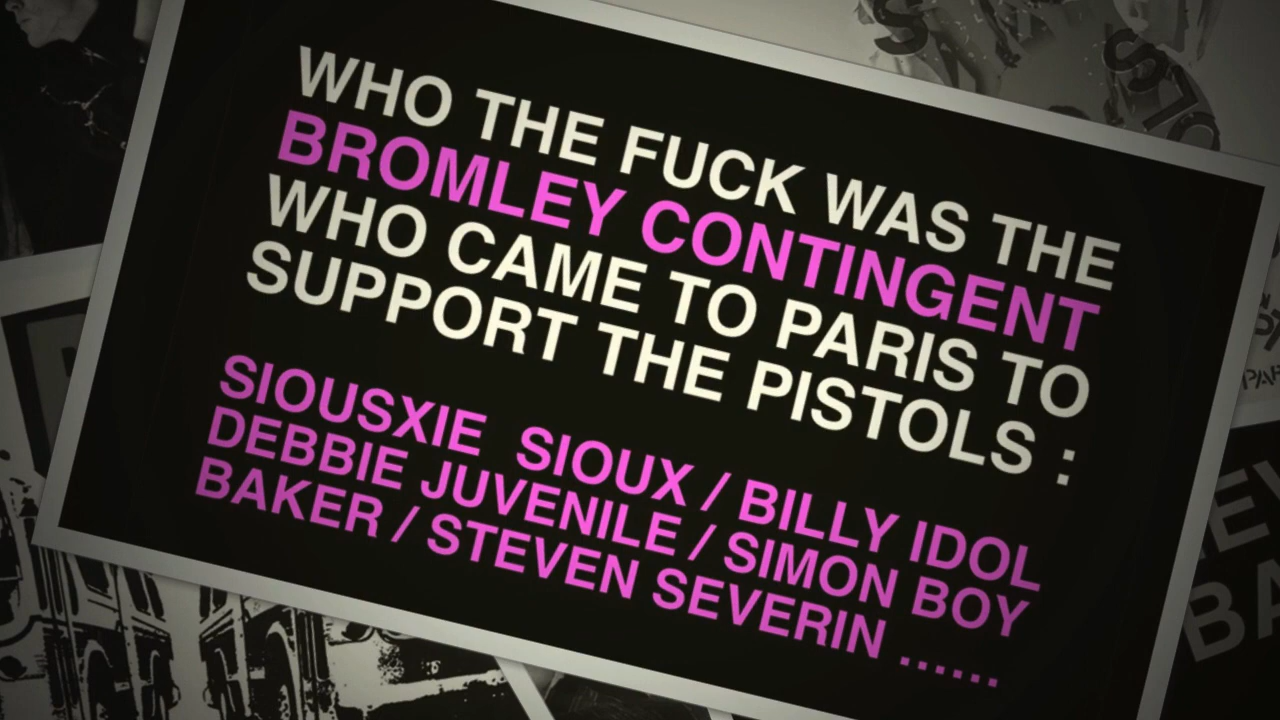 WHO THE FUCK WAS THE
BROMLEY CONTINGENT
WHO CAME TO PARIS TO
SUPPORT THE PISTOLS :
SIOUSXIE SIOUX / BILLY IDOL
DEBBIE JUVENILE / SIMON BOY
BAKER / STEVEN SEVERIN ......